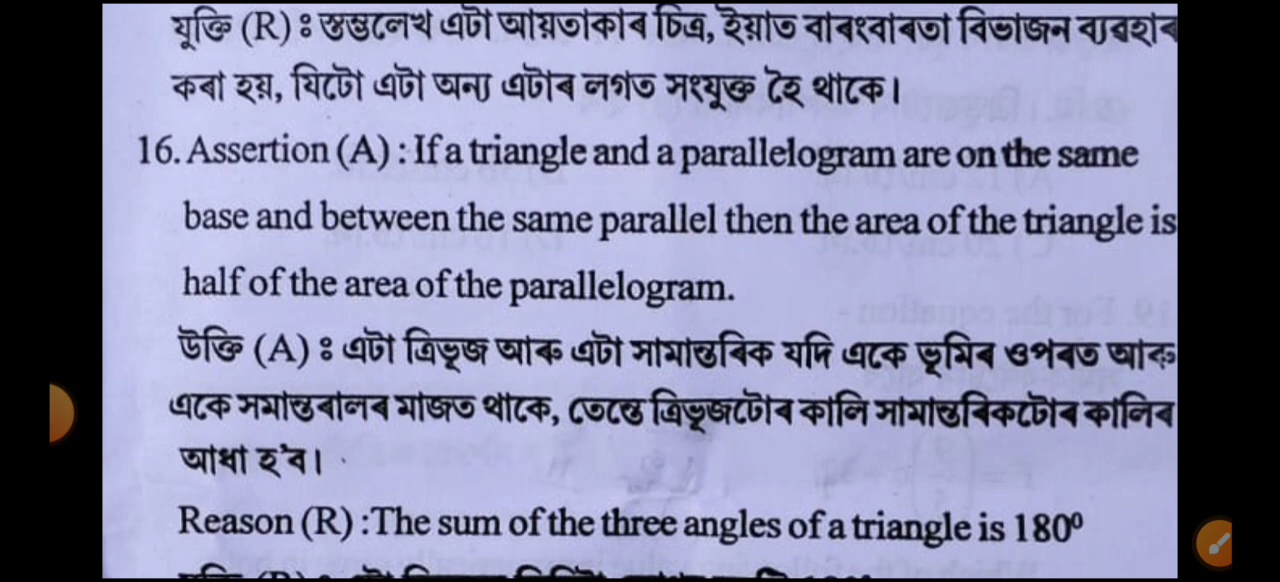 যুক্তি (R) ঃ স্তম্ভলেখ এটা আয়তাকাৰ চিত্ৰ, ইয়াত বাৰংবাৰতা বিভাজন ব্যৱহাৰ
কৰা হয়, যিটো এটা অন্য এটাৰ লগত সংযুক্ত হৈ থাকে।
16. Assertion (A) : If a triangle and a parallelogram are on the same
base and between the same parallel then the area of the triangle is
half of the area of the parallelogram.
উক্তি (A) ঃ এটা ত্ৰিভূজ আৰু এটা সামান্তৰিক যদি একে ভূমিৰ ওপৰত আৰু
একে সমান্তৰালৰ মাজত থাকে, তেন্তে ত্ৰিভূজটোৰ কালি সামান্তৰিকটোৰ কালিৰ
আধা হ'ব।
Reason (R) : The sum of the three angles of a triangle is 180⁰